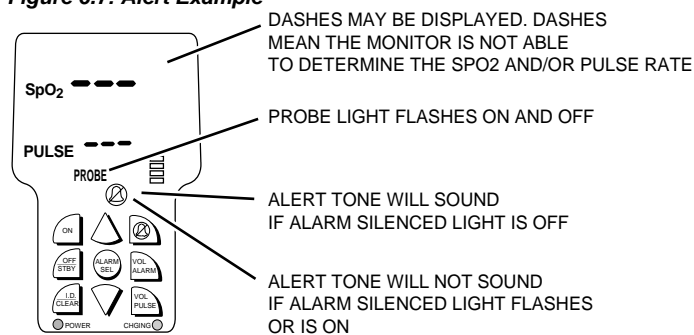 Figure 6.7: Alert Example
DASHES MAY BE DISPLAYED. DASHES
MEAN THE MONITOR IS NOT ABLE
TO DETERMINE THE SPO2 AND/OR PULSE RATE
SpO2
PROBE LIGHT FLASHES ON AND OFF
PULSE
PROBE
ALERT TONE WILL SOUND
IF ALARM SILENCED LIGHT IS OFF
ON
OFF
STBY
ALARM
SEL
VOL
ALARM
I.D.
CLEAR
VOL
PULSE
ALERT TONE WILL NOT SOUND
IF ALARM SILENCED LIGHT FLASHES
OR IS ON
POWER
CHGING